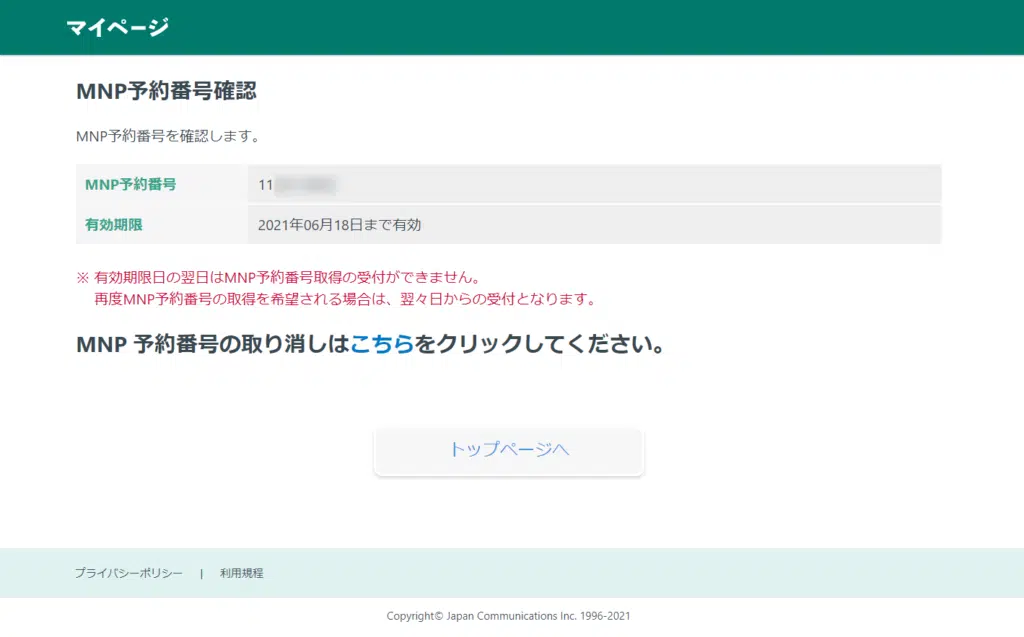 マイページ
MNP予約番号確認
MNP予約番号を確認します。
MNP予約番号 11
有効期限 2021年06月18日まで有効
※ 有効期限日の翌日はMNP予約番号取得の受付ができません。
再度MNP予約番号の取得を希望される場合は、翌々日からの受付となります。
MNP 予約番号の取り消しはこちらをクリックしてください。
トップページへ
プライバシーポリシー | 利用規程
Copyright© Japan Communications Inc. 1996-2021